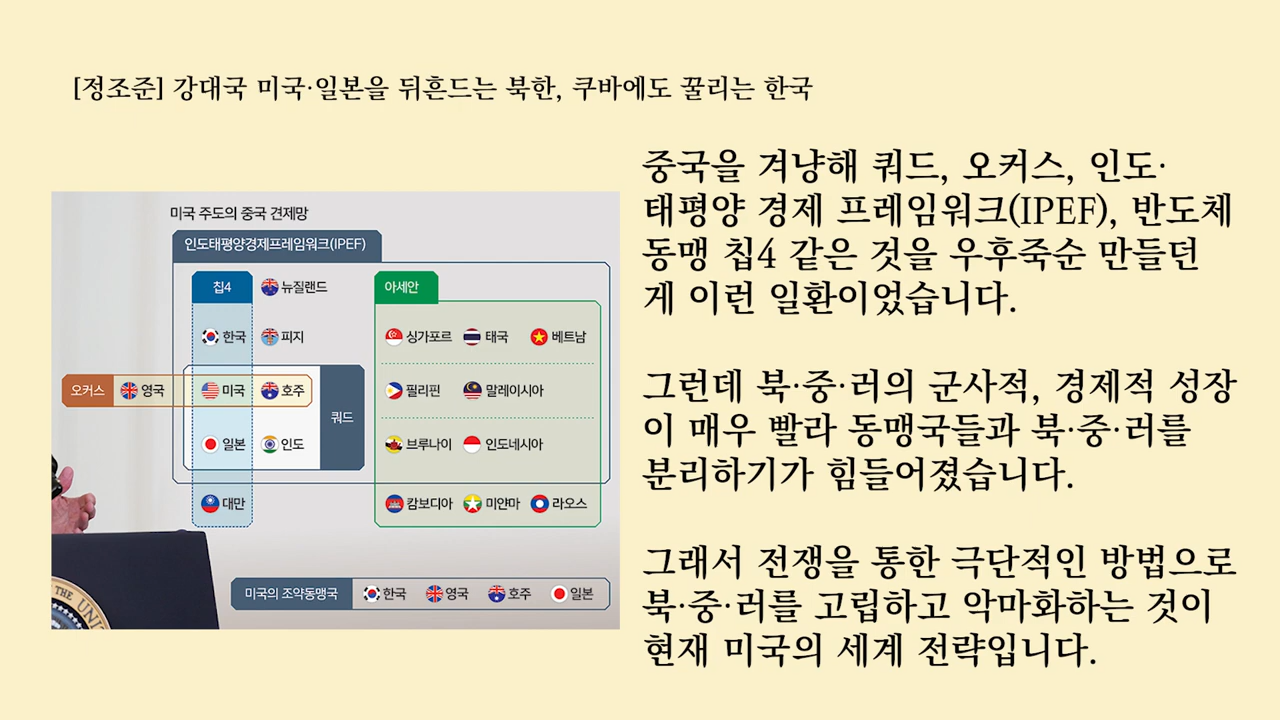 [정조준] 강대국 미국·일본을 뒤흔드는 북한, 쿠바에도 꿀리는 한국
미국 주도의 중국 견제망
인도태평양경제프레임워크(IPEF)
칩4
뉴질랜드
아세안
한국
피지
싱가포르
태국
베트남
오커스
영국
미국
호주
쿼드
필리핀
말레이시아
일본
인도
브루나이
인도네시아
대만
캄보디아
미얀마
라오스
미국의 조약동맹국
한국
영국
호주
일본
THE UNI
중국을 겨냥해 쿼드, 오커스, 인도·
태평양 경제 프레임워크(IPEF), 반도체
동맹 칩4 같은 것을 우후죽순 만들던
게 이런 일환이었습니다.
그런데 북·중·러의 군사적, 경제적 성장
이 매우 빨라 동맹국들과 북·중·러를
분리하기가 힘들어졌습니다.
그래서 전쟁을 통한 극단적인 방법으로
북·중·러를 고립하고 악마화하는 것이
현재 미국의 세계 전략입니다.